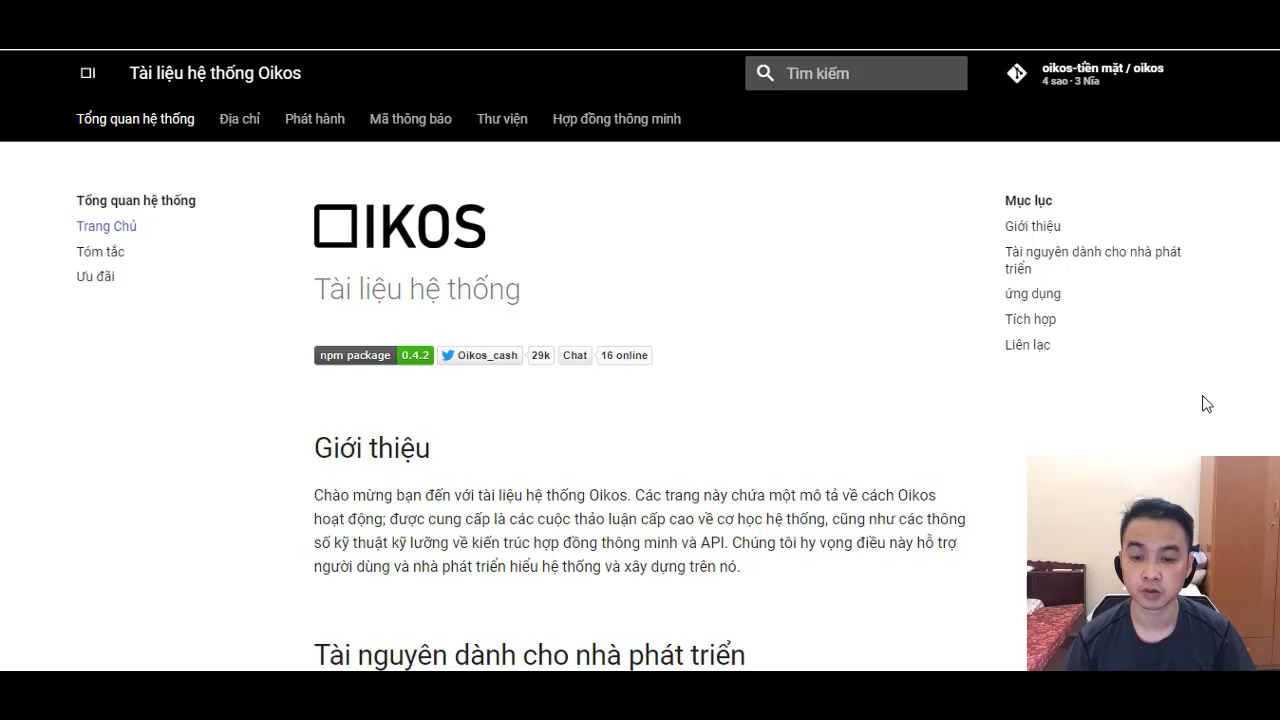 Tài liệu hệ thống Oikos
Tìm kiếm
oikos-tiền mặt / oikos
4 sao · 3 Nĩa
Tổng quan hệ thống
Địa chỉ
Phát hành
Mã thông báo
Thư viện
Hợp đồng thông minh
Tổng quan hệ thống
Trang Chủ
Tóm tắc
Ưu đãi
OIKOS
Tài liệu hệ thống
npm package 0.4.2
Oikos_cash 29k
Chat 16 online
Giới thiệu
Chào mừng bạn đến với tài liệu hệ thống Oikos. Các trang này chứa một mô tả về cách Oikos
hoạt động; được cung cấp là các cuộc thảo luận cấp cao về cơ học hệ thống, cũng như các thông
số kỹ thuật kỹ lưỡng về kiến trúc hợp đồng thông minh và API. Chúng tôi hy vọng điều này hỗ trợ
người dùng và nhà phát triển hiểu hệ thống và xây dựng trên nó.
Tài nguyên dành cho nhà phát triển
Mục lục
Giới thiệu
Tài nguyên dành cho nhà phát
triển
ứng dụng
Tích hợp
Liên lạc